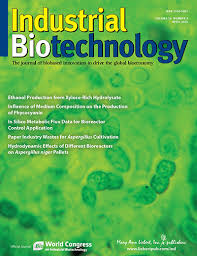 Industrial
Biotechnology
The journal of biobased innovation to drive the global bioeconomy
Ethanol Production from Xylose-Rich Hydrolysate
Influence of Medium Composition on the Production
of Phycocyanin
In Silico Metabolic Flux Data for Bioreactor
Control Application
Paper Industry Wastes for Aspergillus Cultivation
Hydrodynamic Effects of Different Bioreactors
on Aspergillus niger Pellets
Official Journal
World Congress
on Industrial Biotechnology
Mary Ann Liebert, Inc. publishers
www.liebertpub.com/ind